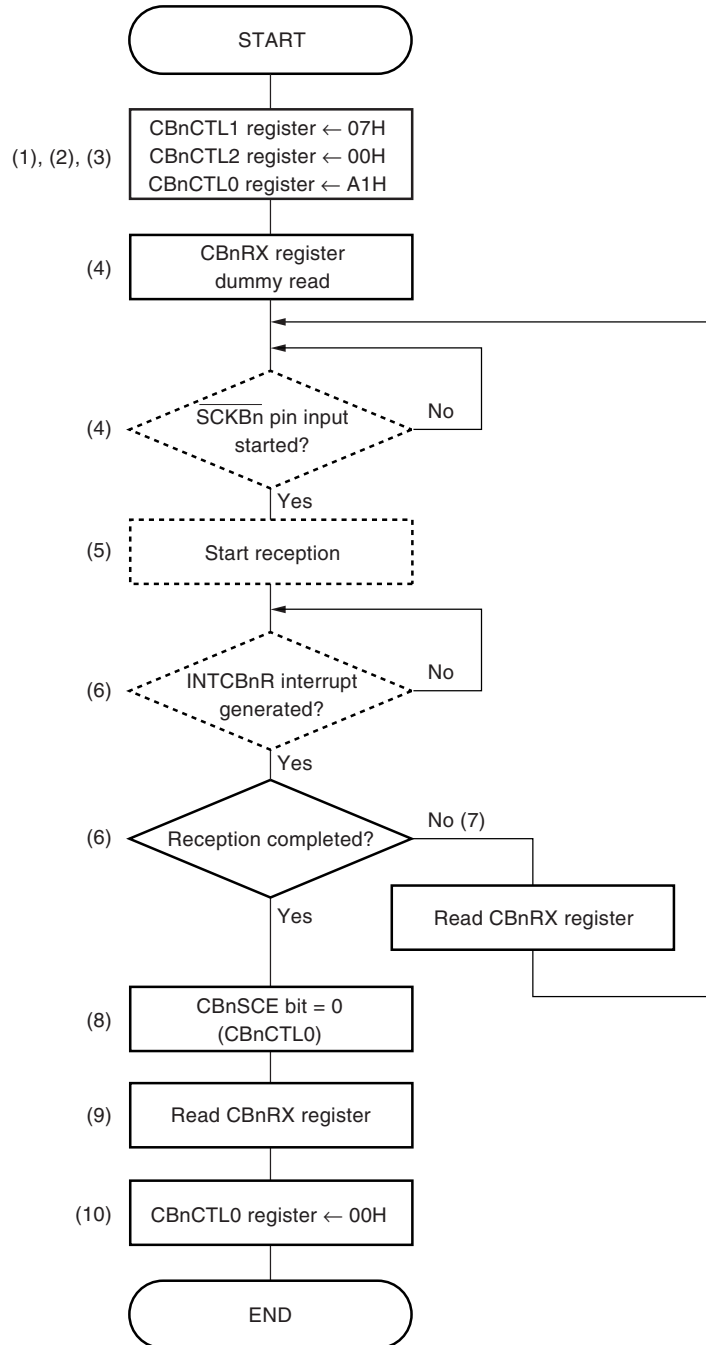 START
(1), (2), (3)
CBnCTL1 register ← 07H
CBnCTL2 register ← 00H
CBnCTL0 register ← A1H
(4)
CBnRX register
dummy read
(4)
SCKBn pin input
started?
No
Yes
(5)
Start reception
(6)
INTCBnR interrupt
generated?
No
Yes
(6)
Reception completed?
No (7)
Yes
Read CBnRX register
(8)
CBnSCE bit = 0
(CBnCTL0)
(9)
Read CBnRX register
(10)
CBnCTL0 register ← 00H
END